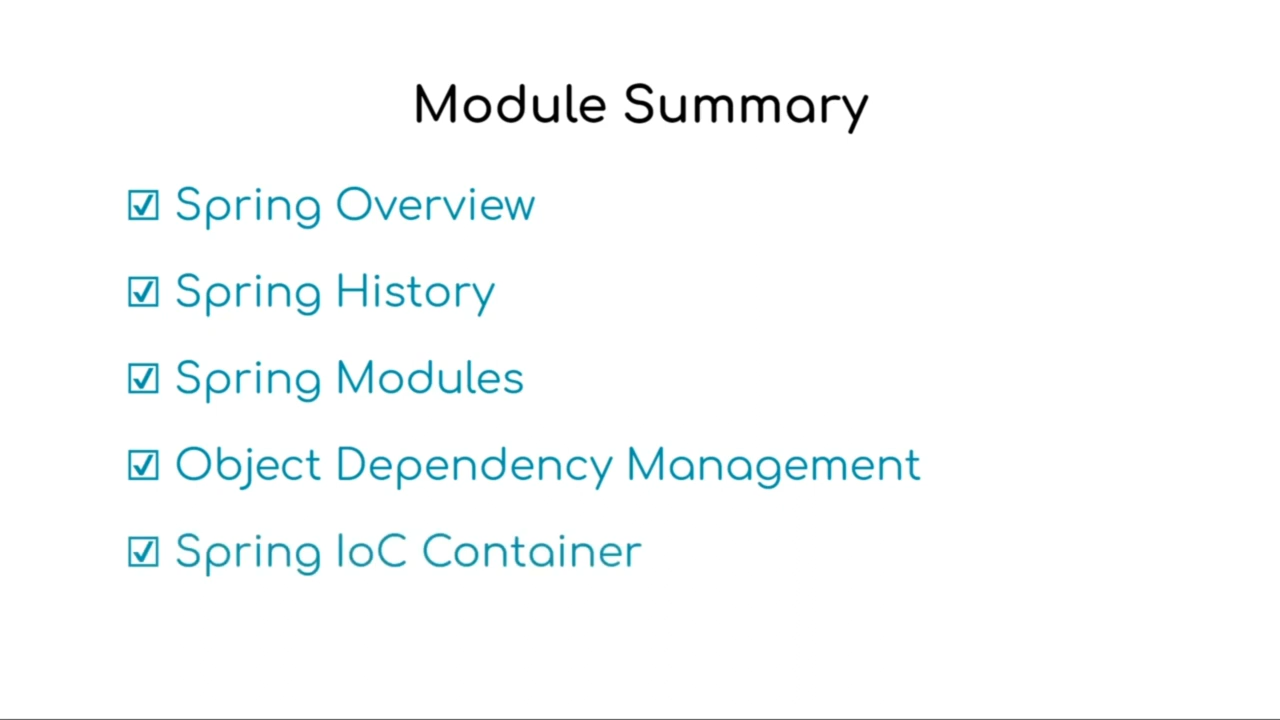 Module Summary
☑ Spring Overview
☑ Spring History
☑ Spring Modules
☑ Object Dependency Management
☑ Spring IoC Container